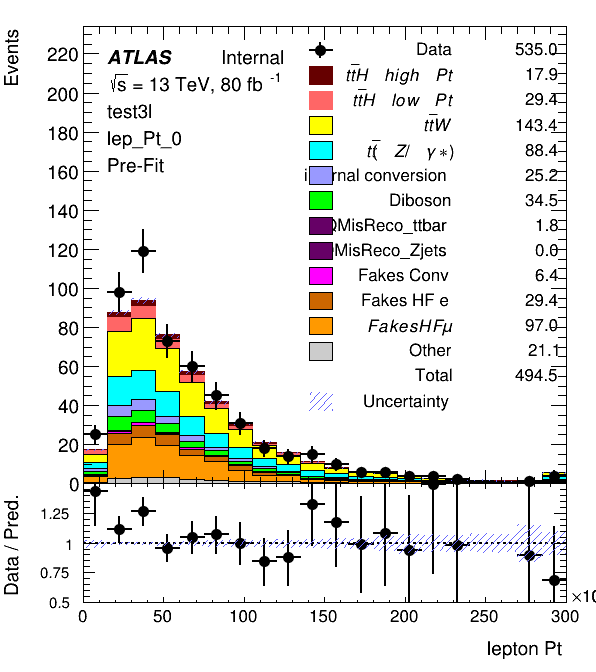 Events
220
200
180
160
140
120
100
80
60
40
20
0
ATLAS Internal
√s = 13 TeV, 80 fb -1
test3l
lep_Pt_0
Pre-Fit
Data 535.0
tt̅H high Pt 17.9
tt̅H low Pt 29.4
tt̅W 143.4
tt̅( Z/ γ*) 88.4
rnal conversion 25.2
Diboson 34.5
QMisReco_ttbar 1.8
QMisReco_Zjets 0.0
Fakes Conv 6.4
Fakes HF e 29.4
FakesHFμ 97.0
Other 21.1
Total 494.5
Uncertainty
Data / Pred.
1.25
1
0.75
0.5
0 50 100 150 200 250 300
×10
lepton Pt